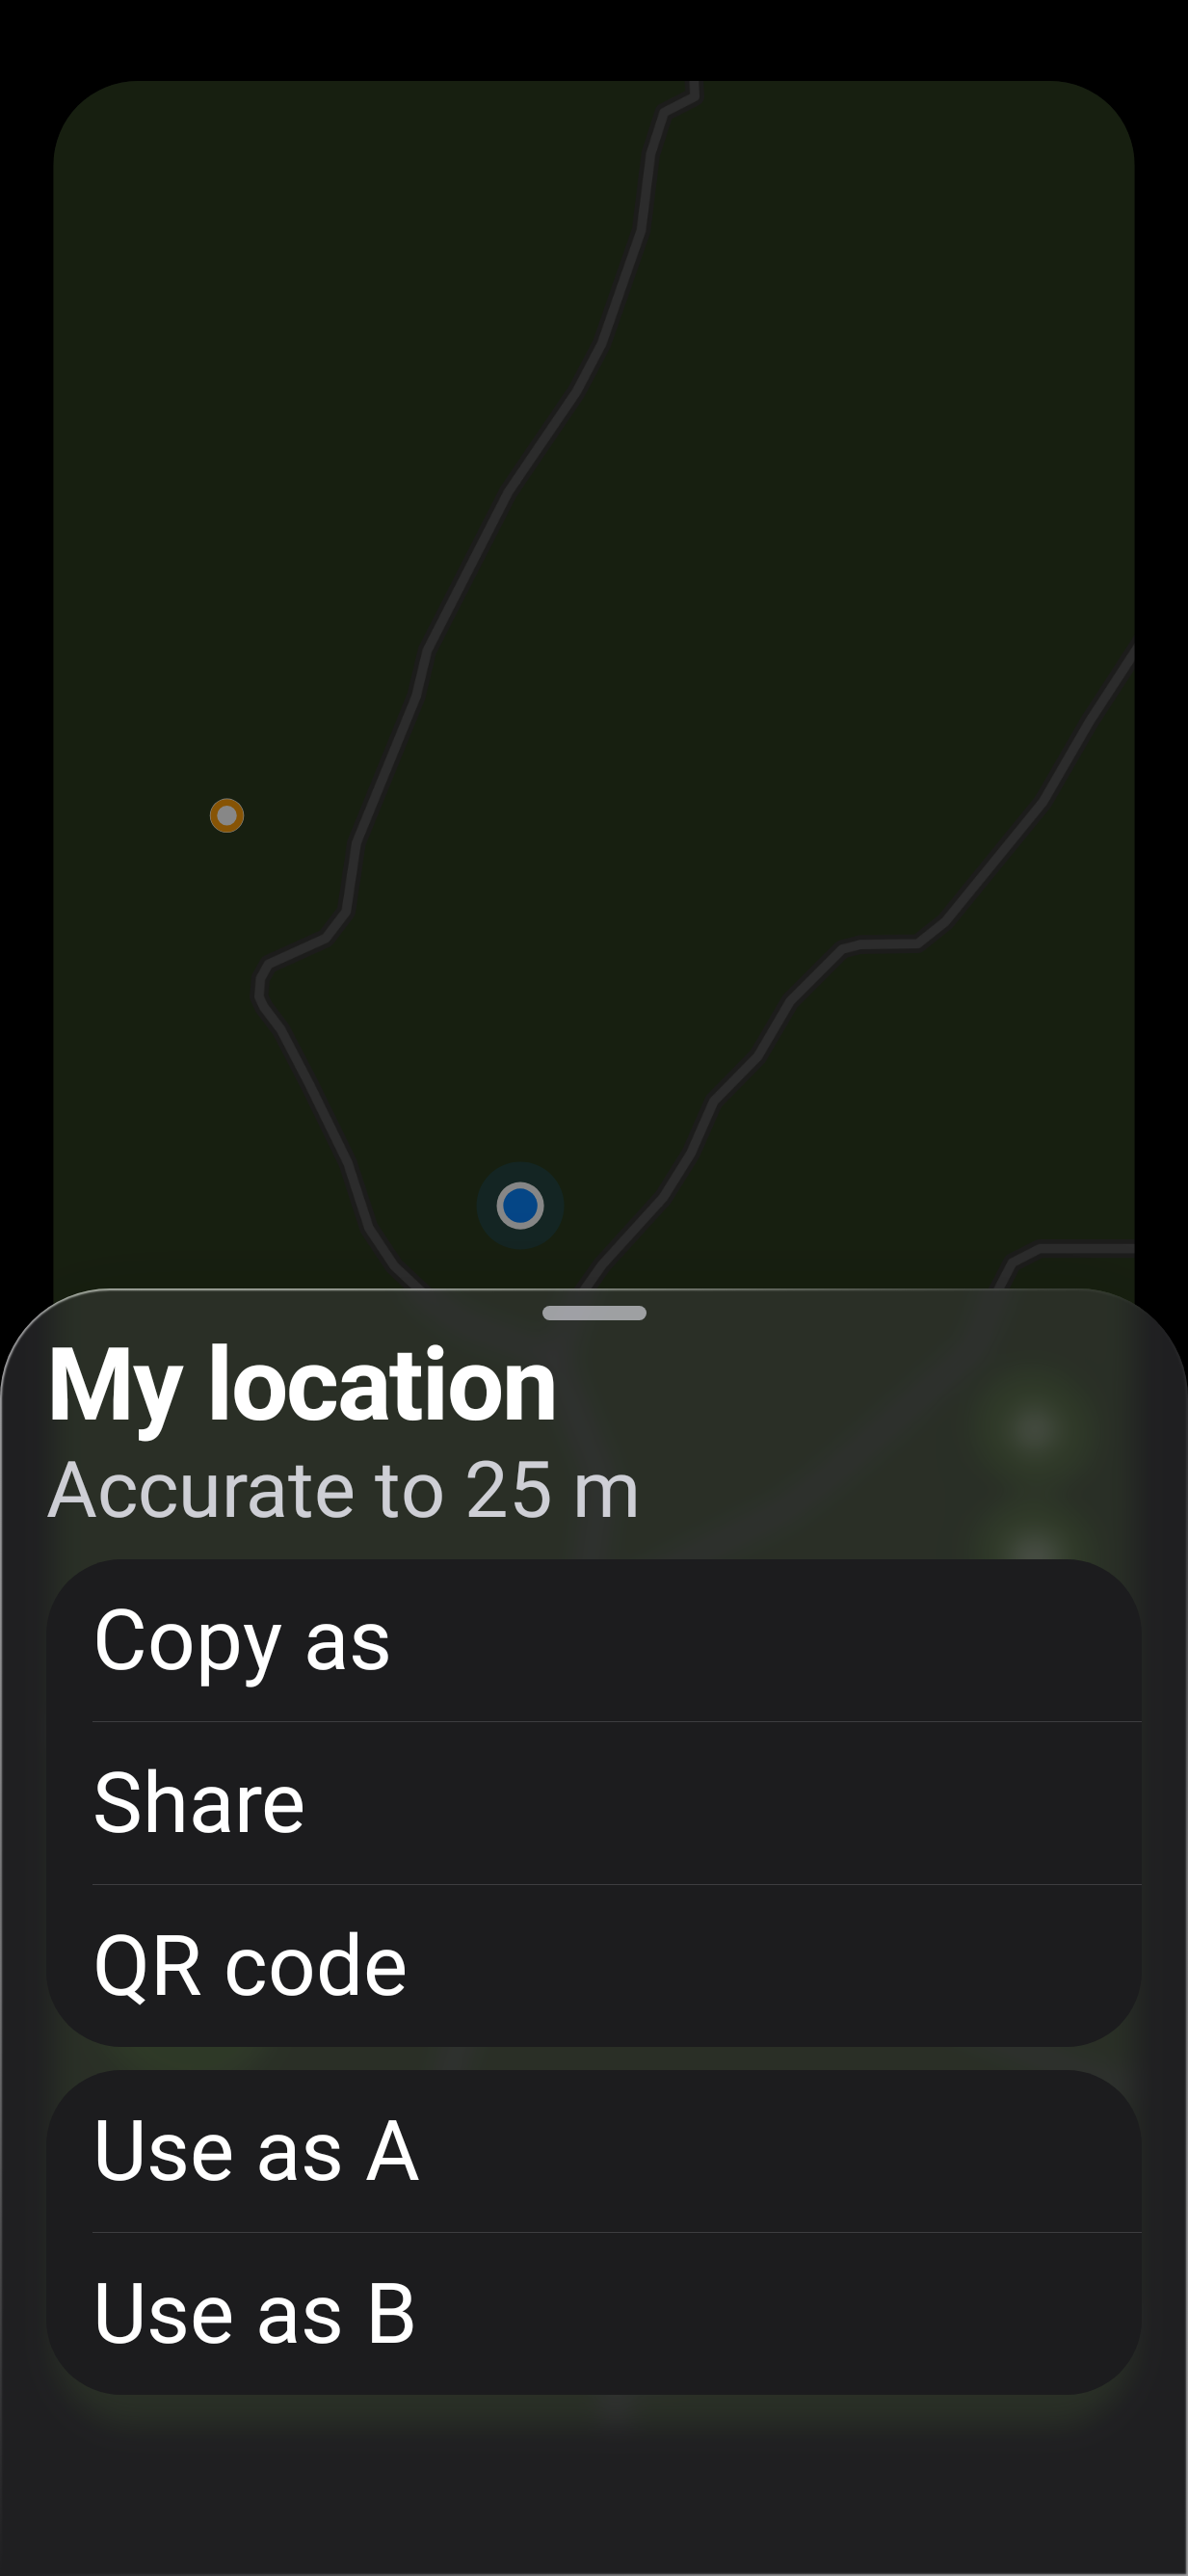 My location
Accurate to 25 m
Copy as
Share
QR code
Use as A
Use as B